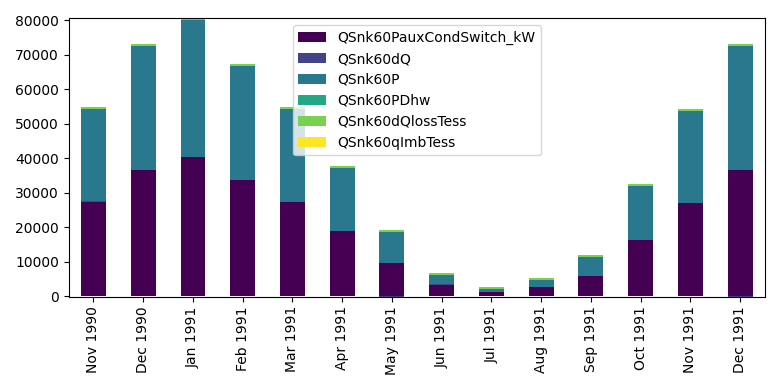 80000
70000
60000
50000
40000
30000
20000
10000
0
QSnk60PauxCondSwitch_kW
QSnk60dQ
QSnk60P
QSnk60PDhw
QSnk60dQlossTess
QSnk60qImbTess
Nov 1990
Dec 1990
Jan 1991
Feb 1991
Mar 1991
Apr 1991
May 1991
Jun 1991
Jul 1991
Aug 1991
Sep 1991
Oct 1991
Nov 1991
Dec 1991